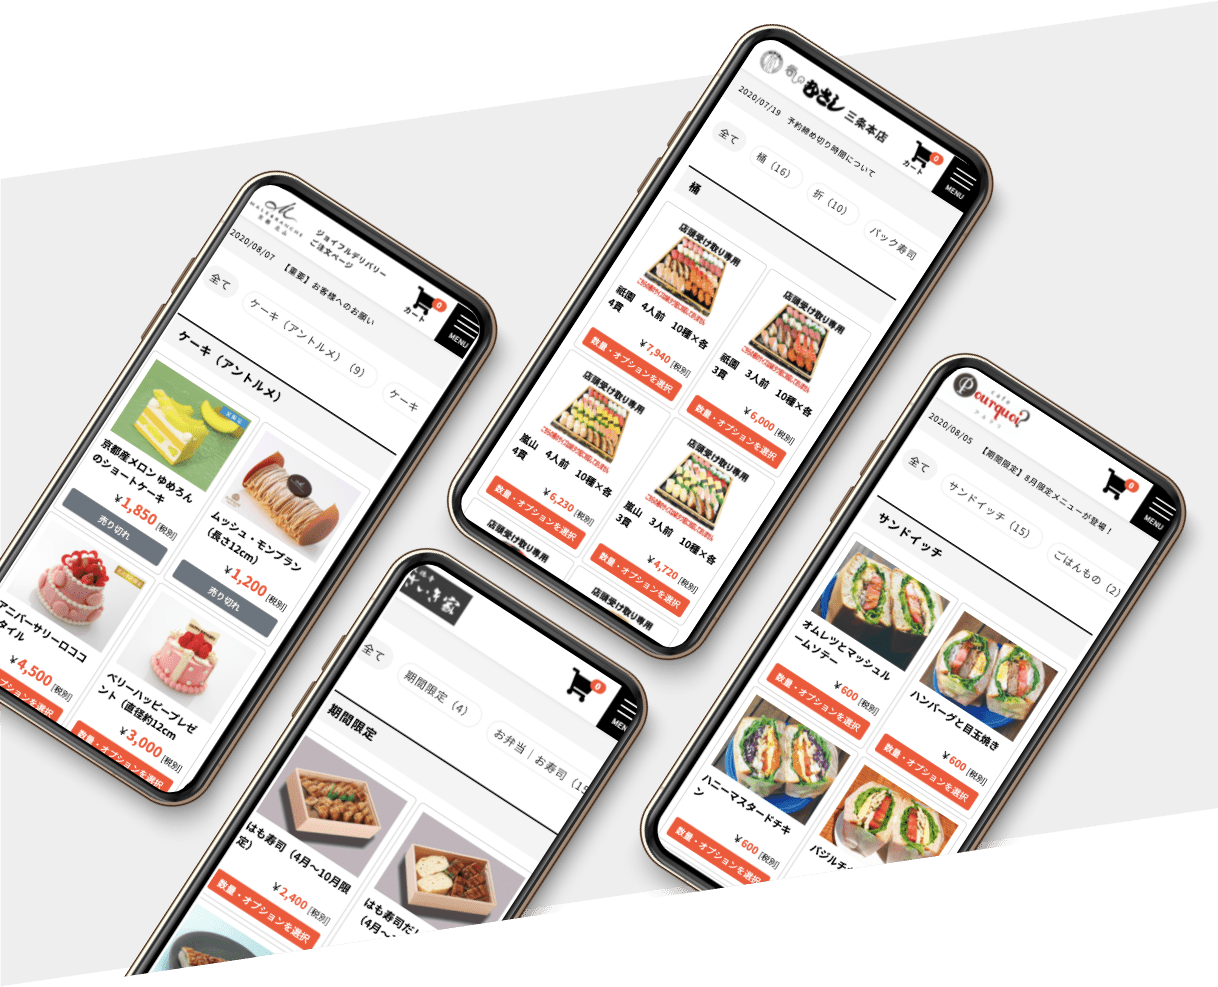 MALEBRANCHE
京都 北山
ジョイフルデリバリー
ご注文ページ
カート
0
MENU
2020/08/07 【重要】お客様へのお願い
全て
ケーキ（アントルメ）（9）
ケーキ
ケーキ（アントルメ）
京都産メロン ゆめろん
のショートケーキ
￥1,850 [税別]
売り切れ
ムッシュ・モンブラン
（長さ12cm）
￥1,200 [税別]
売り切れ
アニバーサリーロココ
タイル
￥4,500 [税別]
プションを選択
ベリーハッピープレゼ
ント（直径約12cm
￥3,000 [税別]
数量・オプションを選択
むさし
三条本店
カート
0
MENU
2020/07/19 予約締め切り時間について
全て
桶（16）
折（10）
パック寿司
桶
店頭受け取り専用
祇園 4人前 10種×各
4貫
￥7,940 [税別]
数量・オプションを選択
店頭受け取り専用
祇園 3人前 10種×各
3貫
￥6,000 [税別]
数量・オプションを選択
店頭受け取り専用
嵐山 4人前 10種×各
4貫
￥6,230 [税別]
数量・オプションを選択
店頭受け取り専用
嵐山 3人前 10種×各
3貫
￥4,720 [税別]
数量・オプションを選択
店頭受け取り専用
店頭受け取り専用
いき家
0
MEN
全て
期間限定（4）
お弁当｜お寿司（15
期間限定
はも寿司（4月～10月限
定）
￥2,400 [税別]
数量・オプションを選択
はも寿司だし
（4月～
cafe
Pourquoi?
0
MENU
2020/08/05 【期間限定】8月限定メニューが登場！
全て
サンドイッチ（15）
ごはんもの（2）
サンドイッチ
オムレツとマッシュル
ームソテー
￥600 [税別]
数量・オプションを選択
ハンバーグと目玉焼き
￥600 [税別]
数量・オプションを選択
ハニーマスタードチキ
ン
￥600 [税別]
数量・オプションを選択
バジルチキ